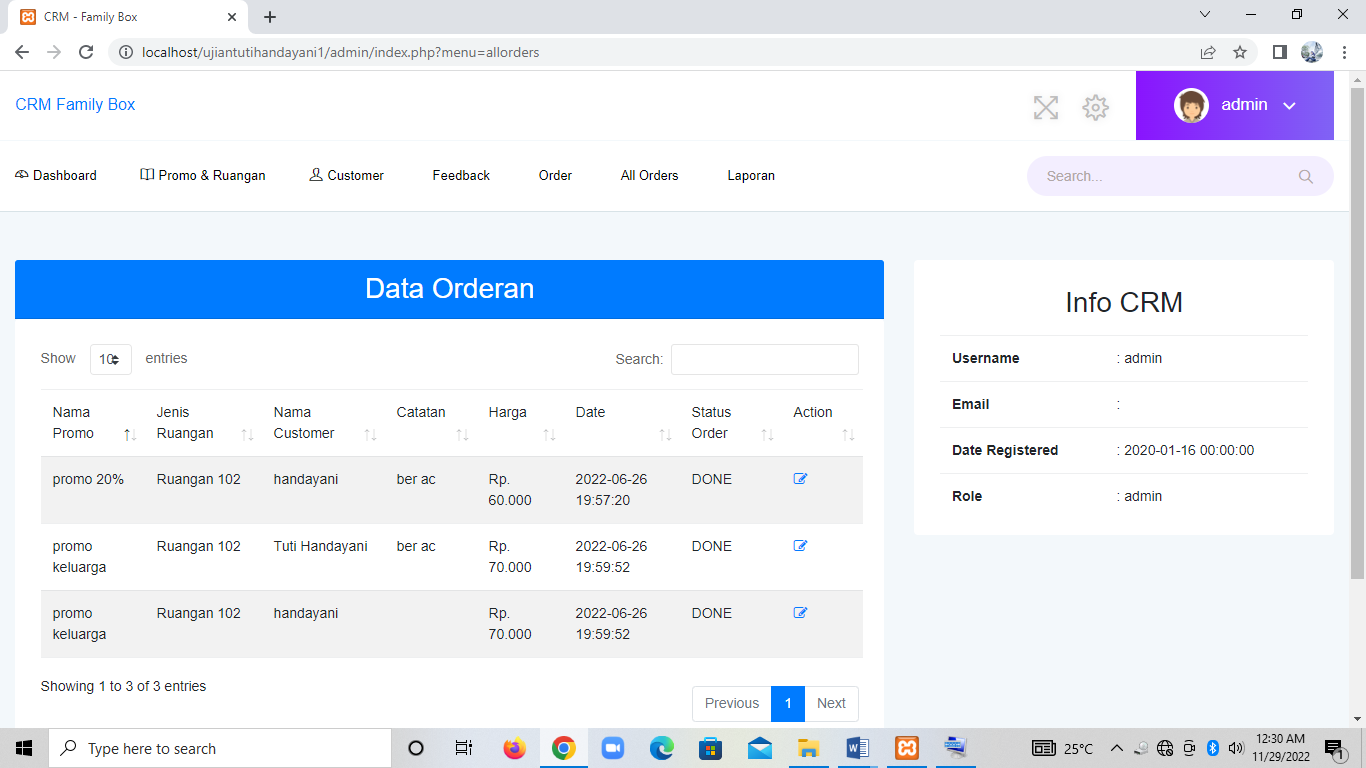 CRM - Family Box
localhost/ujiantutihandayani1/admin/index.php?menu=allorders
CRM Family Box
admin
Dashboard Promo & Ruangan Customer Feedback Order All Orders Laporan
Search...
Data Orderan
Show 10 entries
Search:
Nama Promo Jenis Ruangan Nama Customer Catatan Harga Date Status Order Action
promo 20% Ruangan 102 handayani ber ac Rp. 60.000 2022-06-26 19:57:20 DONE
promo keluarga Ruangan 102 Tuti Handayani ber ac Rp. 70.000 2022-06-26 19:59:52 DONE
promo keluarga Ruangan 102 handayani Rp. 70.000 2022-06-26 19:59:52 DONE
Showing 1 to 3 of 3 entries
Previous 1 Next
Info CRM
Username : admin
Email :
Date Registered : 2020-01-16 00:00:00
Role : admin
Type here to search
25°C
12:30 AM
11/29/2022
1